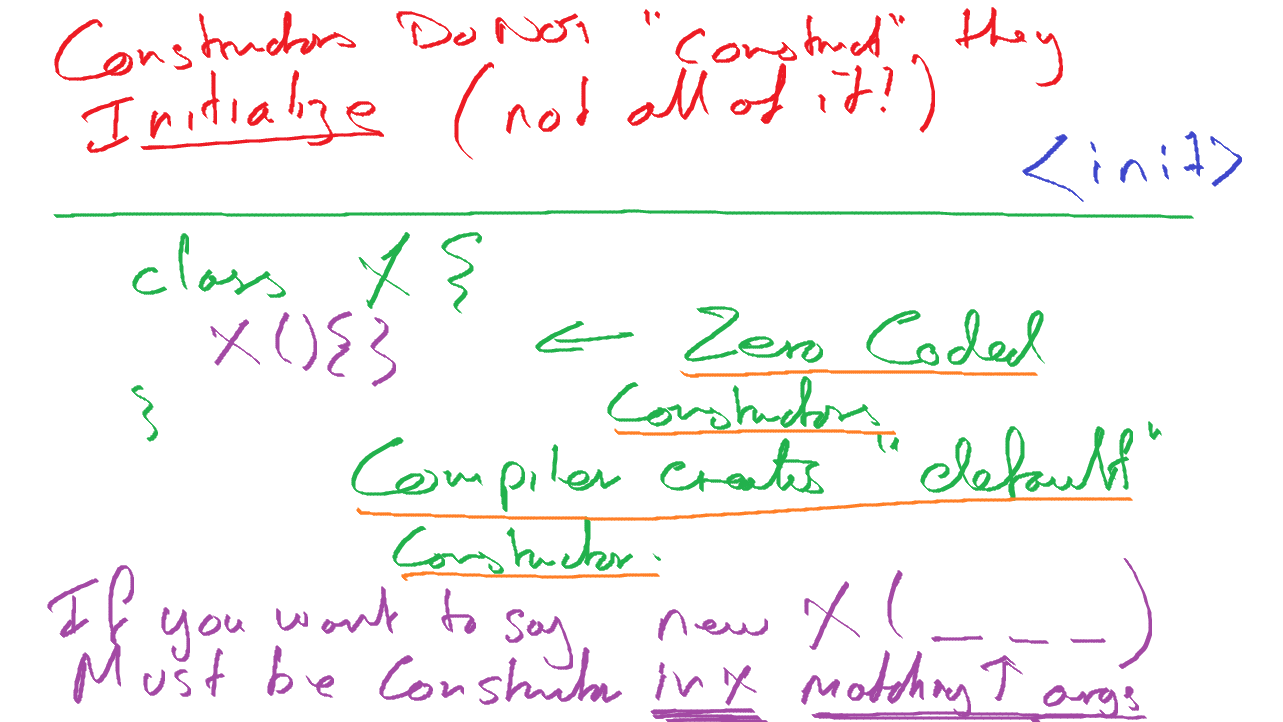 Constructors Do Not "Construct", they
Initialize (not all of it!)
<init>
class X {
X(){} ← Zero Coded
} Constructors.
Compiler creates "default"
Constructor.
If you want to say new X ( _ _ _ )
Must be Constructor in X matching ↑ args